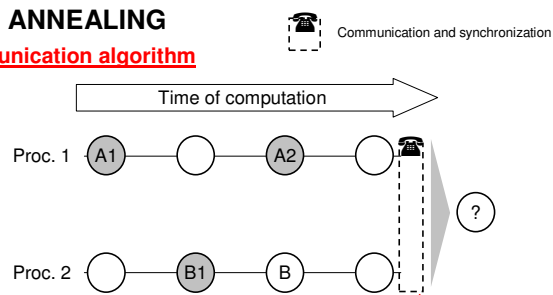 ANNEALING
Communication and synchronization
unication algorithm
Time of computation
Proc. 1 A1 A2
?
Proc. 2 B1 B